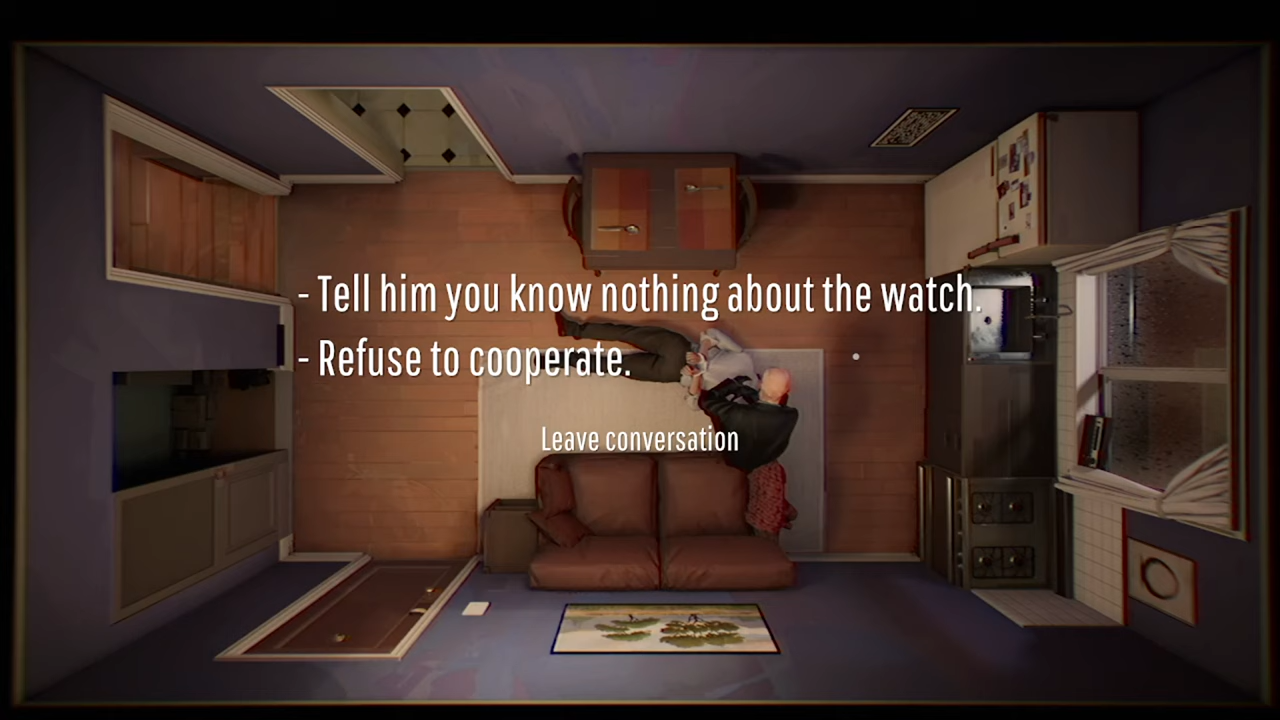 - Tell him you know nothing about the watch.
- Refuse to cooperate.
Leave conversation